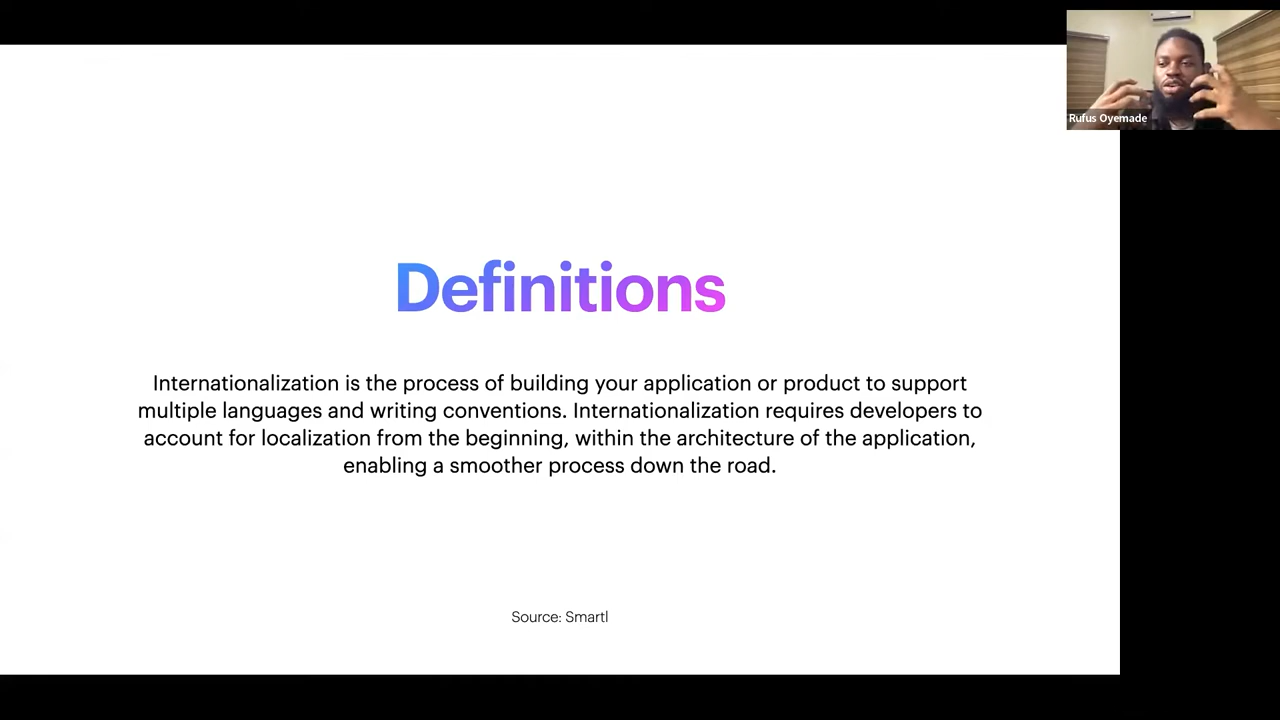 Rufus Oyemade
Definitions
Internationalization is the process of building your application or product to support
multiple languages and writing conventions. Internationalization requires developers to
account for localization from the beginning, within the architecture of the application,
enabling a smoother process down the road.
Source: Smartl